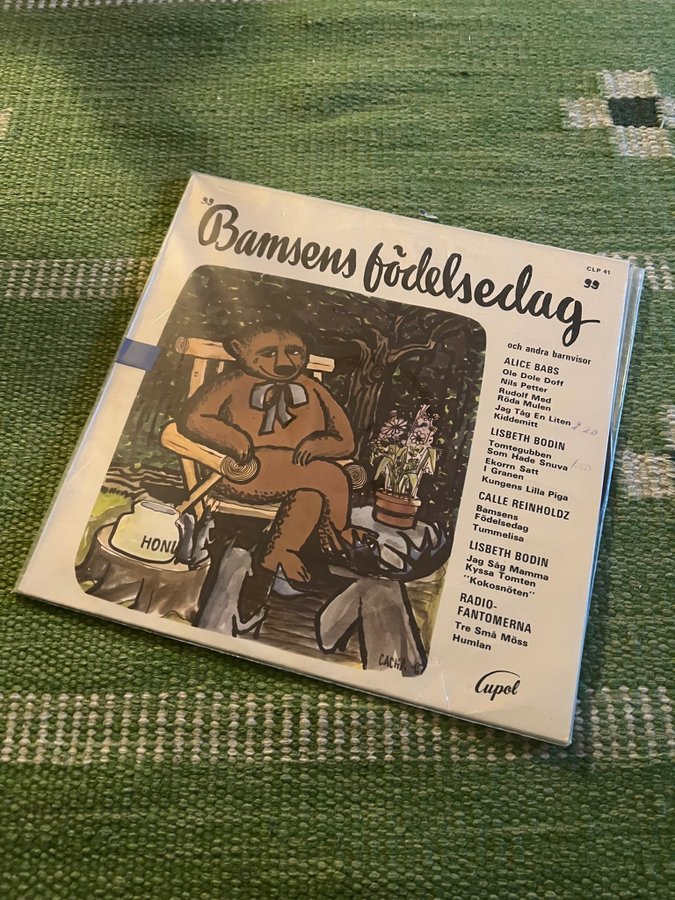 "Bamsens födelsedag"
CLP 41
och andra barnvisor
ALICE BABS
Ole Dole Doff
Nils Petter
Rudolf Med
Röda Mulen
Jag Tåg En Liten
Kiddemitt
LISBETH BODIN
Tomtegubben
Som Hade Snuva
Ekorrn Satt
I Granen
Kungens Lilla Piga
CALLE REINHOLDZ
Bamsens
Födelsedag
Tummelisa
LISBETH BODIN
Jag Såg Mamma
Kyssa Tomten
"Kokosnöten"
RADIO-
FANTOMERNA
Tre Små Möss
Humlan
Cupol
HONU